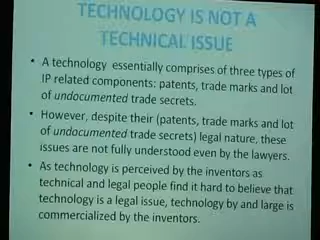 TECHNOLOGY IS NOT A
TECHNICAL ISSUE
• A technology essentially comprises of three types of
IP related components: patents, trade marks and lot
of undocumented trade secrets.
• However, despite their (patents, trade marks and lot
of undocumented trade secrets) legal nature, these
issues are not fully understood even by the lawyers.
• As technology is perceived by the inventors as
technical and legal people find it hard to believe that
technology is a legal issue, technology by and large is
commercialized by the inventors.